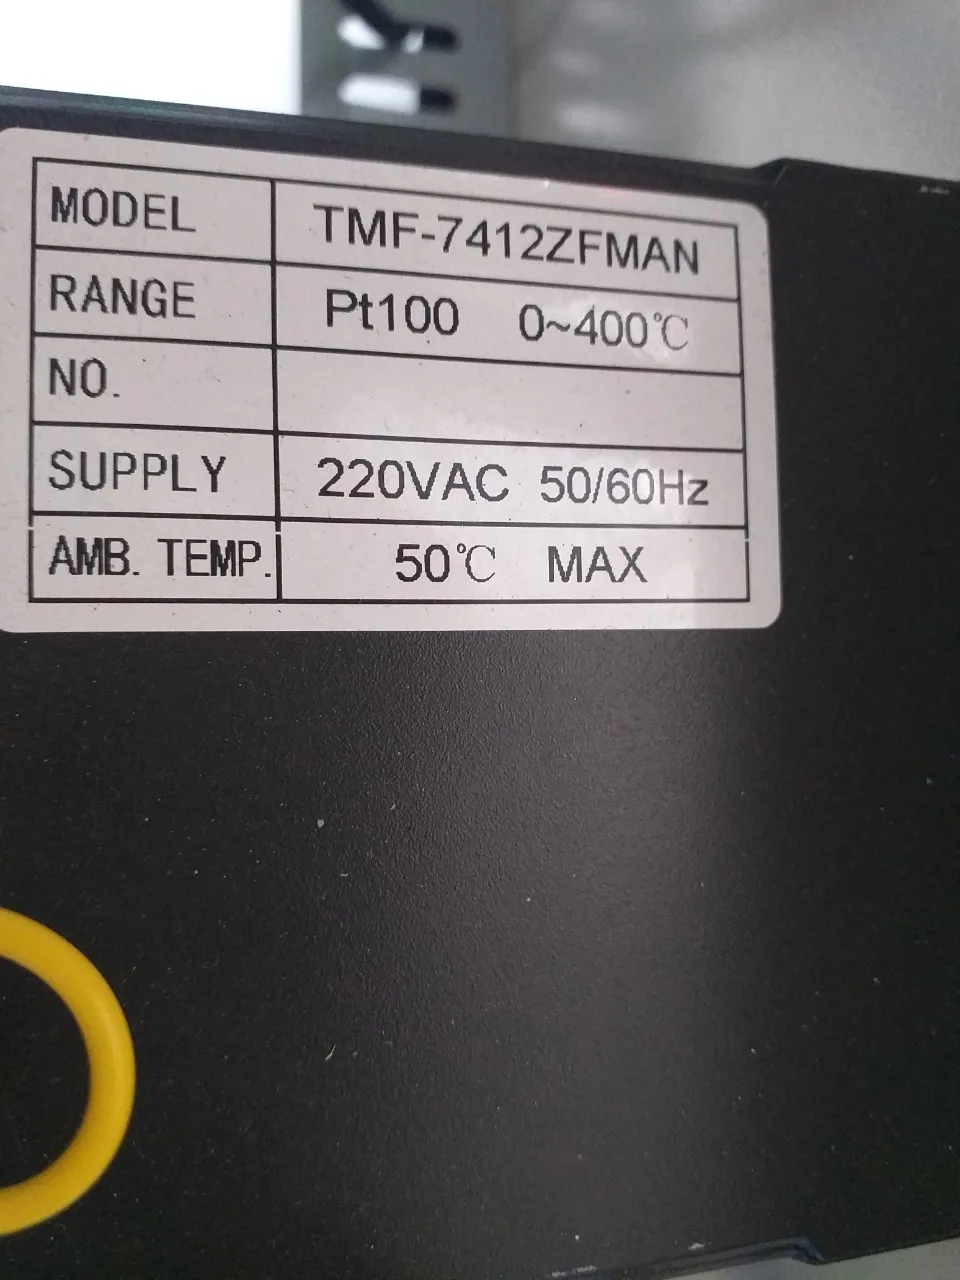 MODEL TMF-7412ZFMAN
RANGE Pt100 0~400℃
NO.
SUPPLY 220VAC 50/60Hz
AMB. TEMP. 50℃ MAX